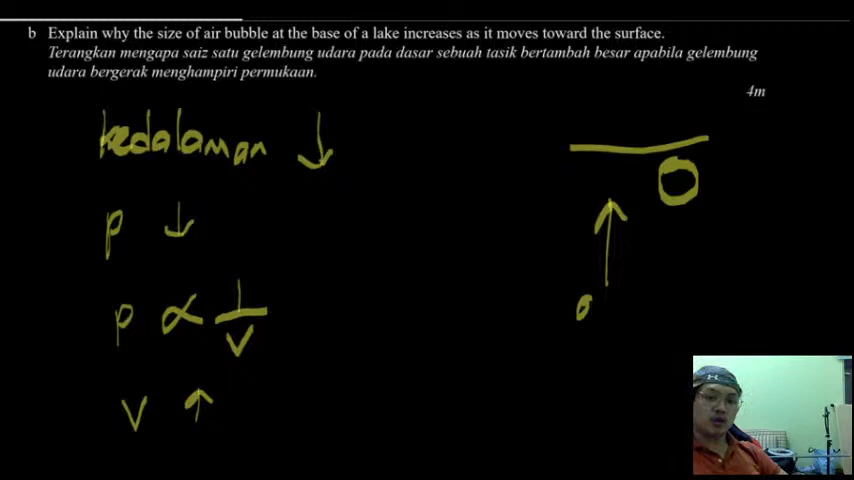 b Explain why the size of air bubble at the base of a lake increases as it moves toward the surface.
Terangkan mengapa saiz satu gelembung udara pada dasar sebuah tasik bertambah besar apabila gelembung
udara bergerak menghampiri permukaan.
4m
kedalaman ↓
P ↓
P ∝ 1/V
V ↑